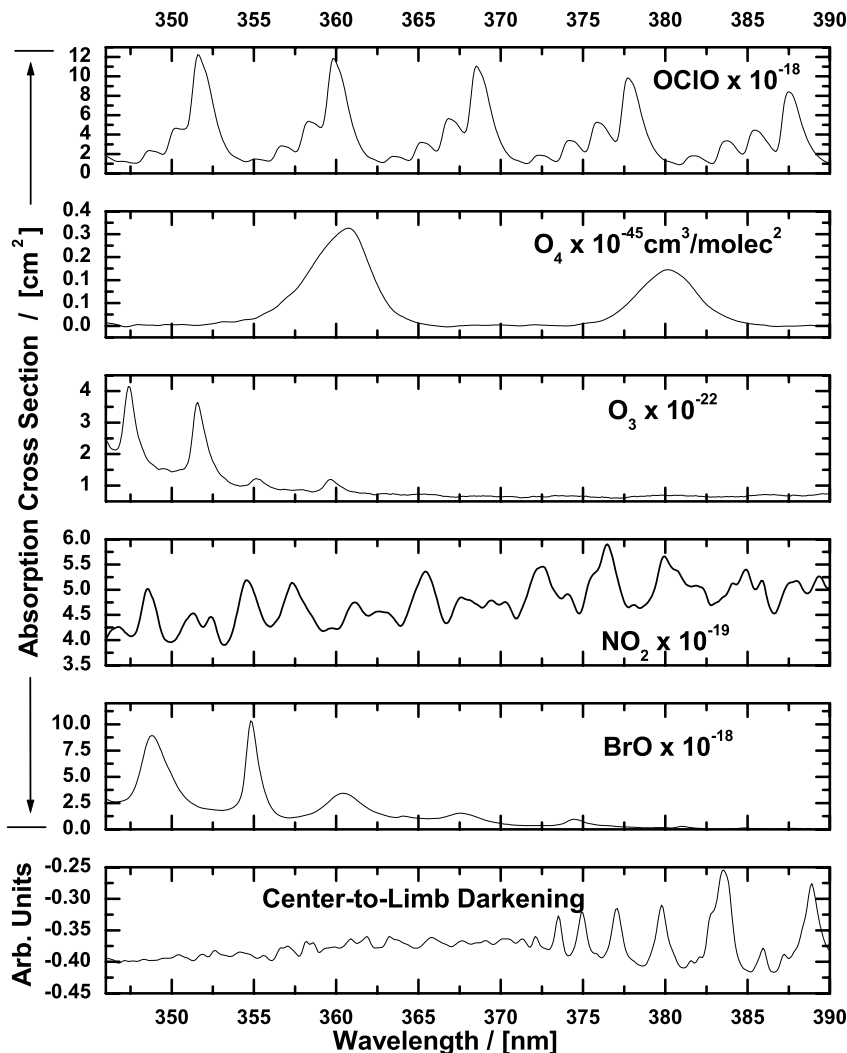 350 355 360 365 370 375 380 385 390
12
10
8
6
4
2
0
OClO x 10^-18
0.4
0.3
0.2
0.1
0.0
O_4 x 10^-45 cm^3/molec^2
4
3
2
1
O_3 x 10^-22
6.0
5.5
5.0
4.5
4.0
3.5
NO_2 x 10^-19
10.0
7.5
5.0
2.5
0.0
BrO x 10^-18
Absorption Cross Section / [cm^2]
-0.25
-0.30
-0.35
-0.40
-0.45
Center-to-Limb Darkening
Arb. Units
350 355 360 365 370 375 380 385 390
Wavelength / [nm]